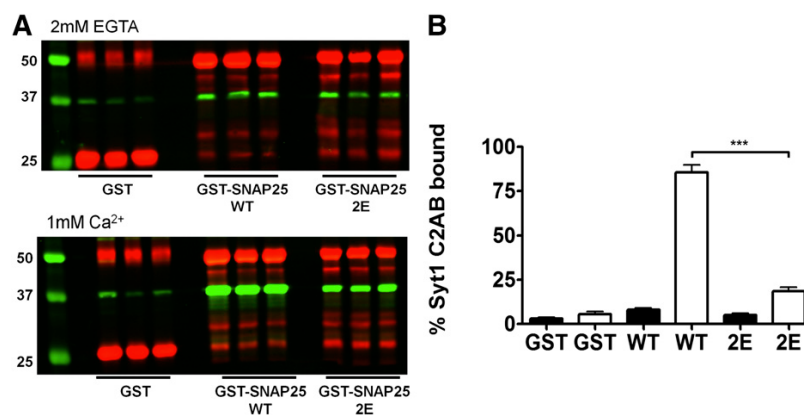 A
2mM EGTA
50
37
25
GST
GST-SNAP25
WT
GST-SNAP25
2E
1mM Ca²⁺
50
37
25
GST
GST-SNAP25
WT
GST-SNAP25
2E
B
% Syt1 C2AB bound
100
75
50
25
0
***
GST GST WT WT 2E 2E